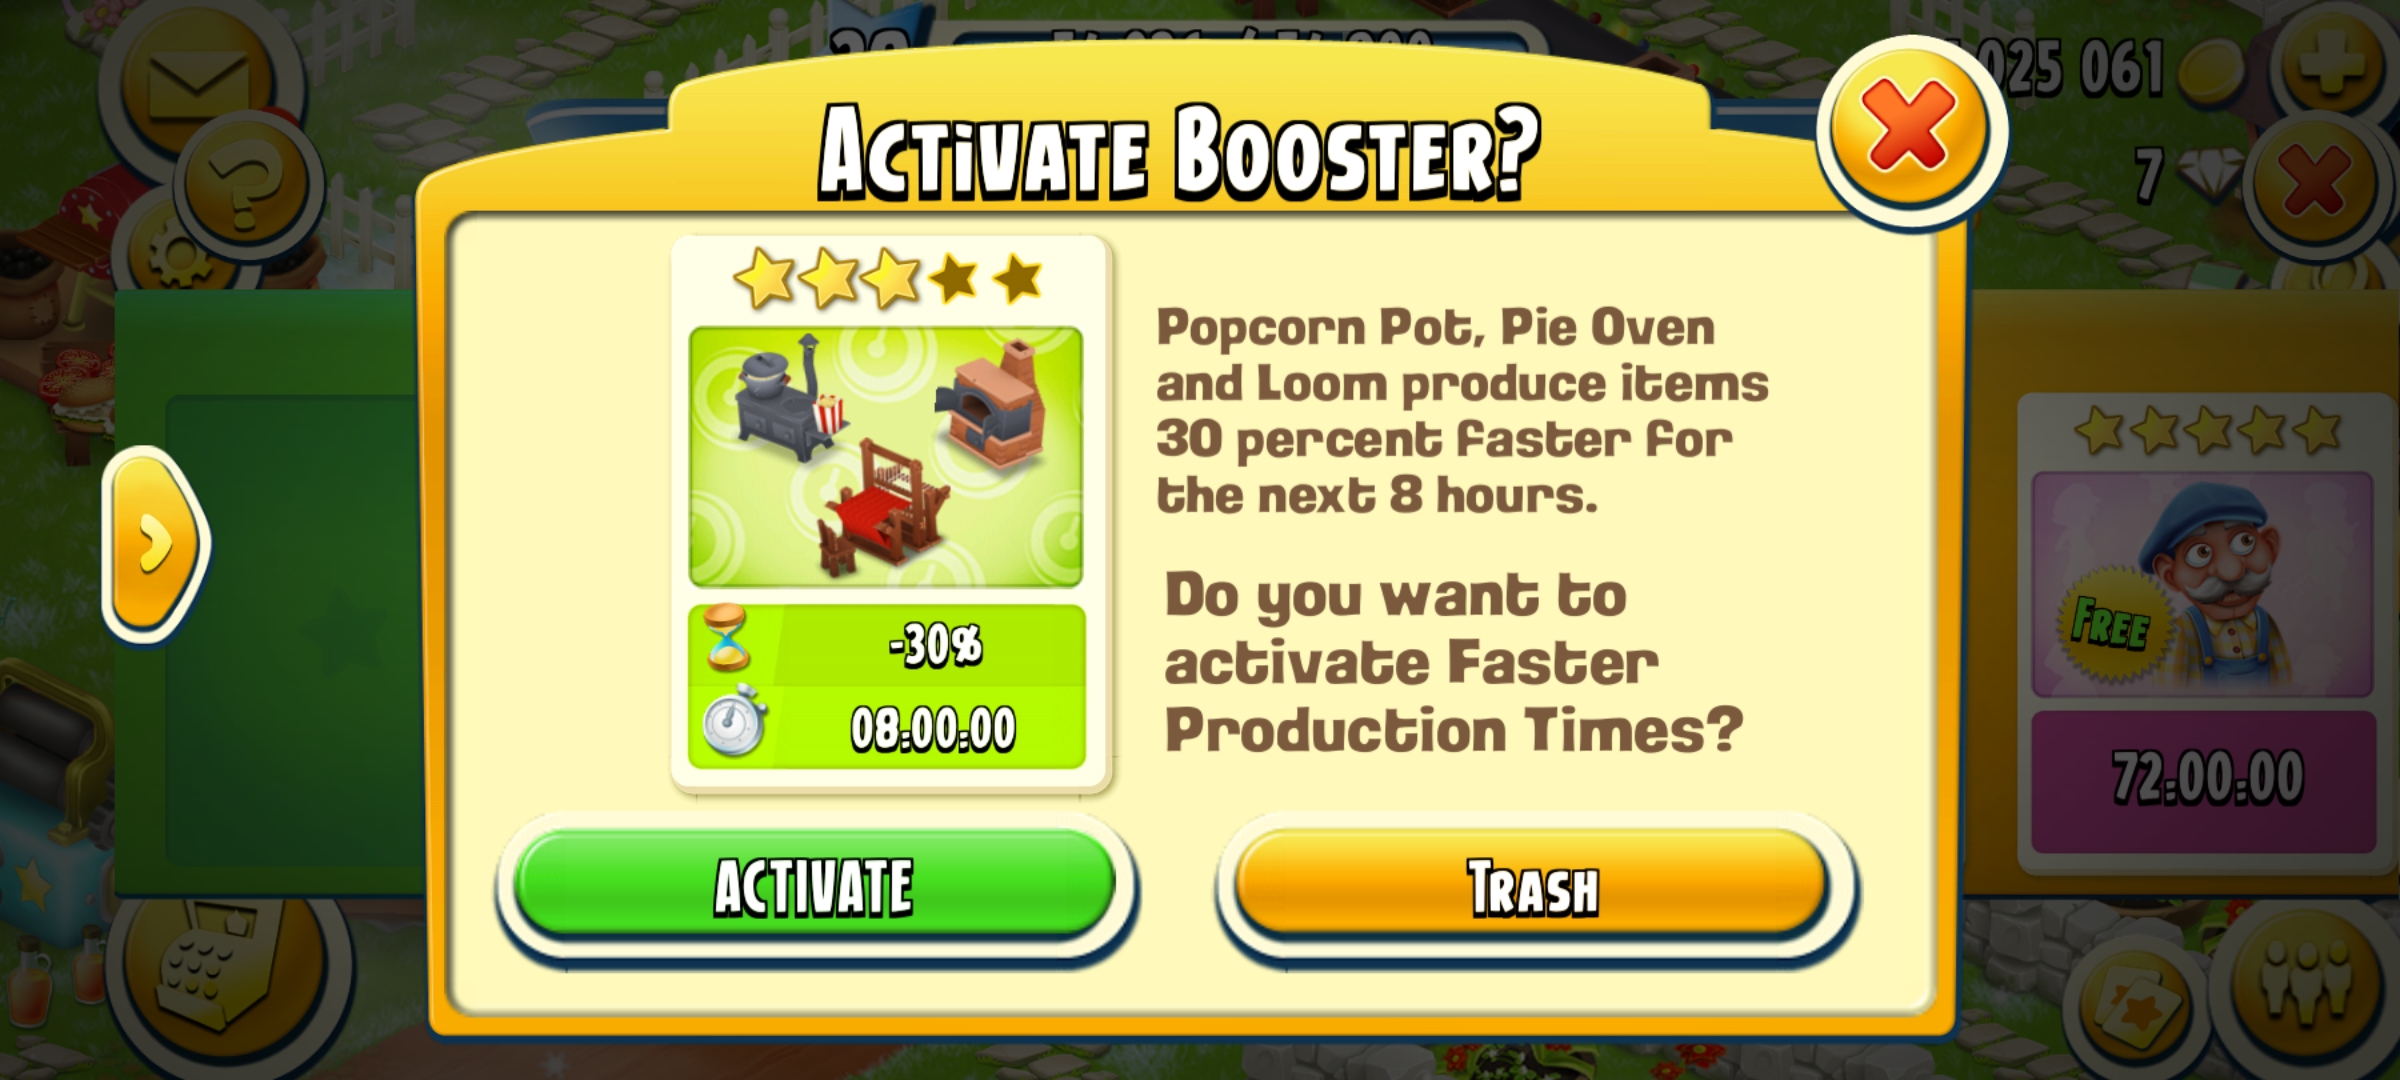 025 061
7
ACTiVATE BOOSTER?
Popcorn Pot, Pie Oven
and Loom produce items
30 percent faster for
the next 8 hours.
-30%
08:00:00
Do you want to
activate Faster
Production Times?
ACTIVATE
TRASH
FREE
72:00:00